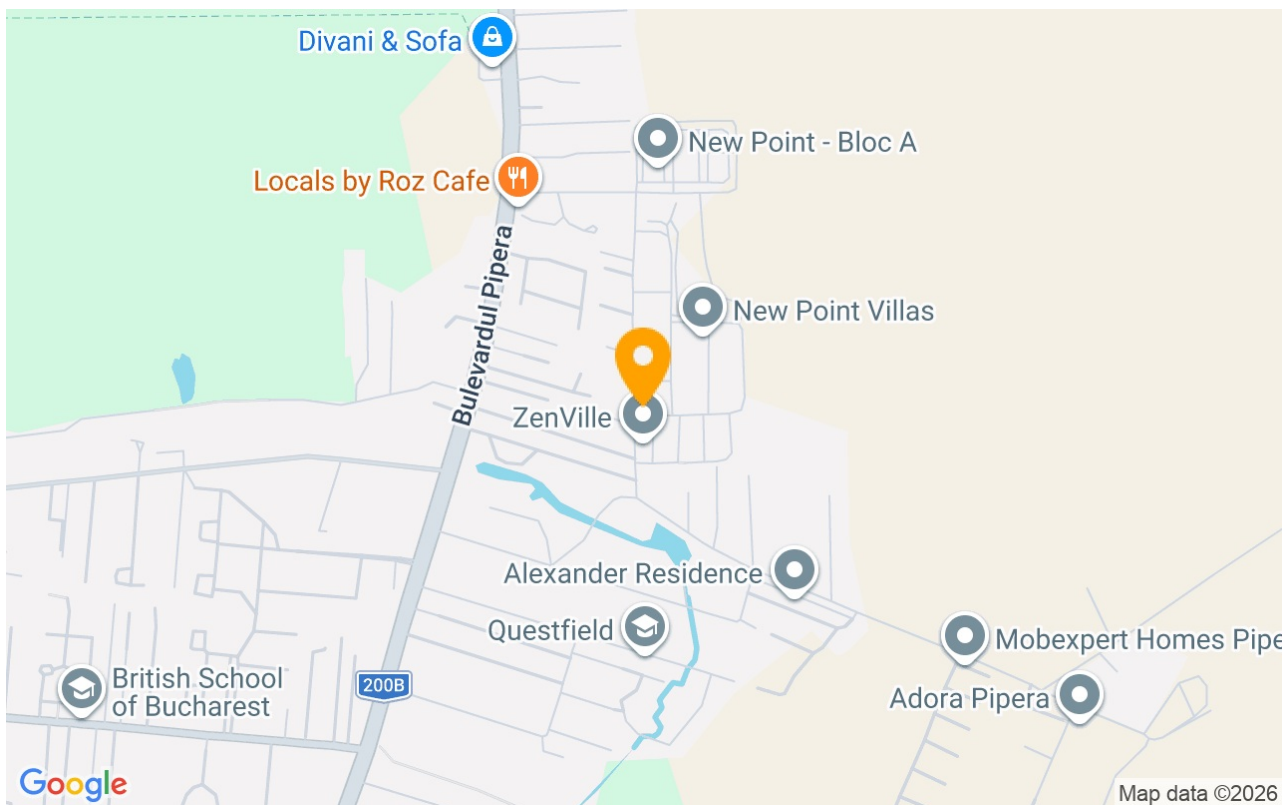 Divani & Sofa
New Point - Bloc A
Locals by Roz Cafe
Bulevardul Pipera
New Point Villas
ZenVille
Alexander Residence
Questfield
Mobexpert Homes Pipe
British School
of Bucharest
200B
Adora Pipera
Google
Map data ©2026